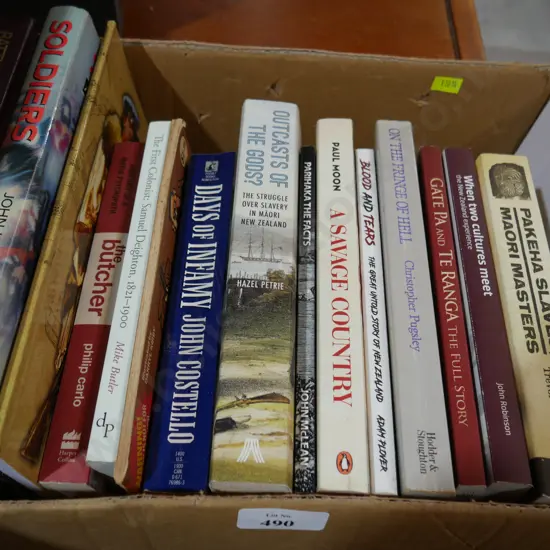 SOLDIERS
JOHN
the butcher
philip carlo
Harper
Collins
The Front Colonist: Samuel Deighton, 1821-1900
Mike Butler
dp
DAYS OF INFAMY JOHN COSTELLO
OUTCASTS OF
THE GODS?
THE STRUGGLE
OVER SLAVERY
IN MĀORI
NEW ZEALAND
HAZEL PETRIE
PARIHAKA THE FACTS
JOHN McLEAN
PAUL MOON
A SAVAGE COUNTRY
BLOOD AND TEARS
THE GREAT UNTOLD STORY OF NEW ZEALAND
ADAM PLOVER
ON THE FRINGE OF HELL
Christopher Pugsley
Hodder &
Stoughton
GATE PA AND TE RANGA THE FULL STORY
When two cultures meet
the New Zealand experience
John Robinson
PAKEHA SLAVES
MAORI MASTERS
Lot No.
490